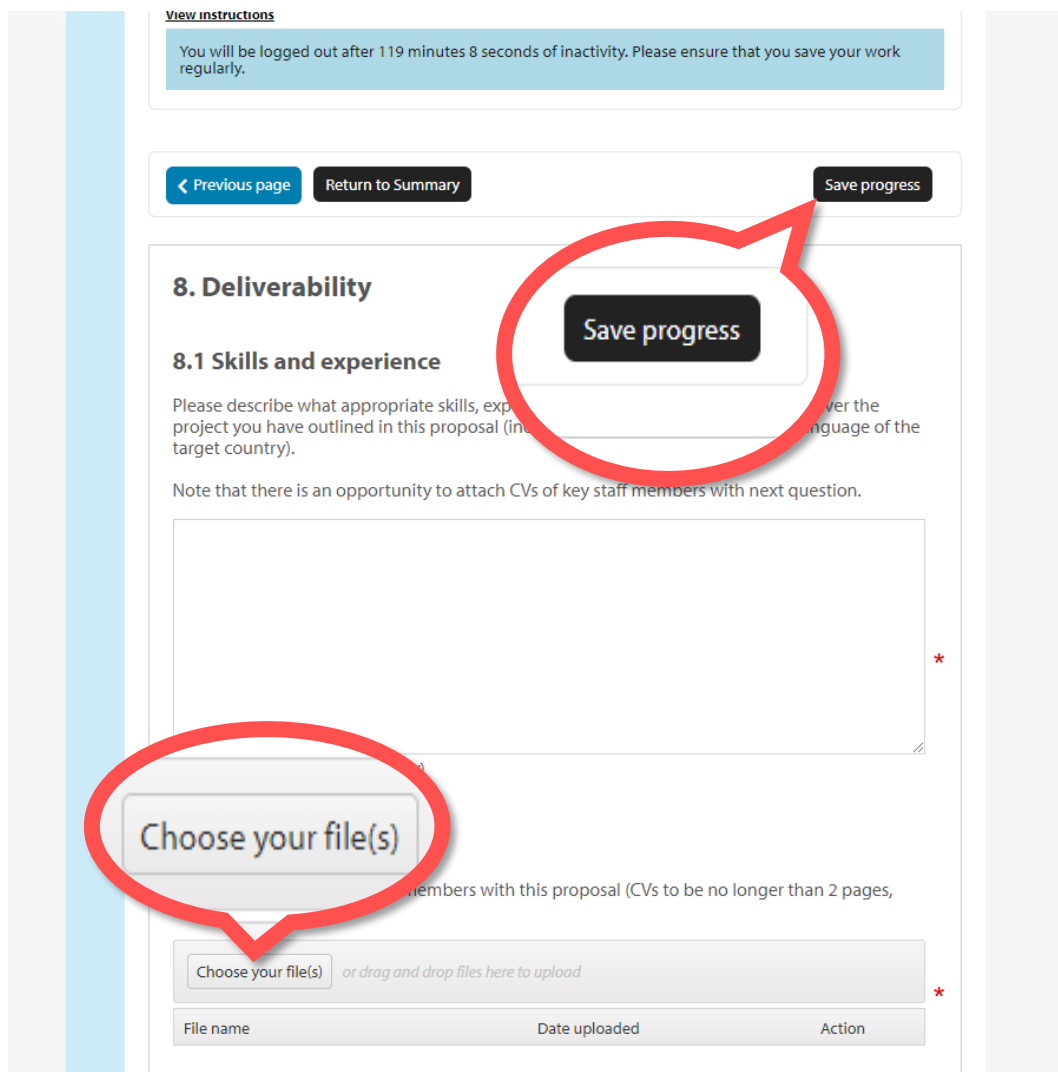 View instructions
You will be logged out after 119 minutes 8 seconds of inactivity. Please ensure that you save your work
regularly.
Previous page Return to Summary Save progress
8. Deliverability
Save progress
8.1 Skills and experience
Please describe what appropriate skills, the
project you have outlined in this proposal of the
target country).
Note that there is an opportunity to attach CVs of key staff members with next question.
*
Choose your file(s)
with this proposal (CVs to be no longer than 2 pages,
Choose your file(s) or drag and drop files here to upload
*
File name Date uploaded Action